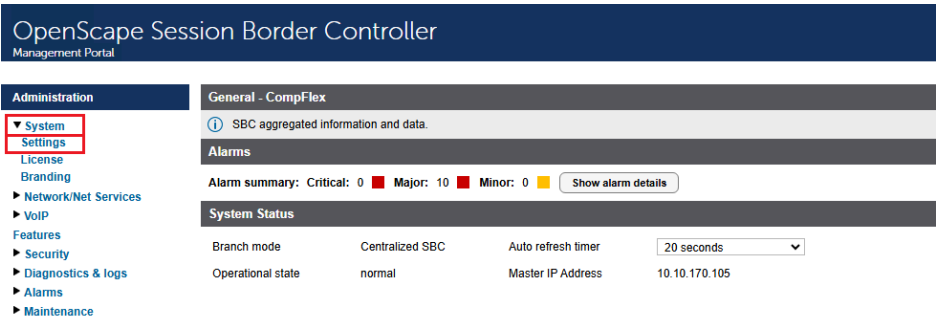 OpenScape Session Border Controller
Management Portal
Administration
▼ System
Settings
License
Branding
► Network/Net Services
► VoIP
Features
► Security
► Diagnostics & logs
► Alarms
► Maintenance
General - CompFlex
i SBC aggregated information and data.
Alarms
Alarm summary: Critical: 0 Major: 10 Minor: 0 Show alarm details
System Status
Branch mode Centralized SBC Auto refresh timer 20 seconds
Operational state normal Master IP Address 10.10.170.105